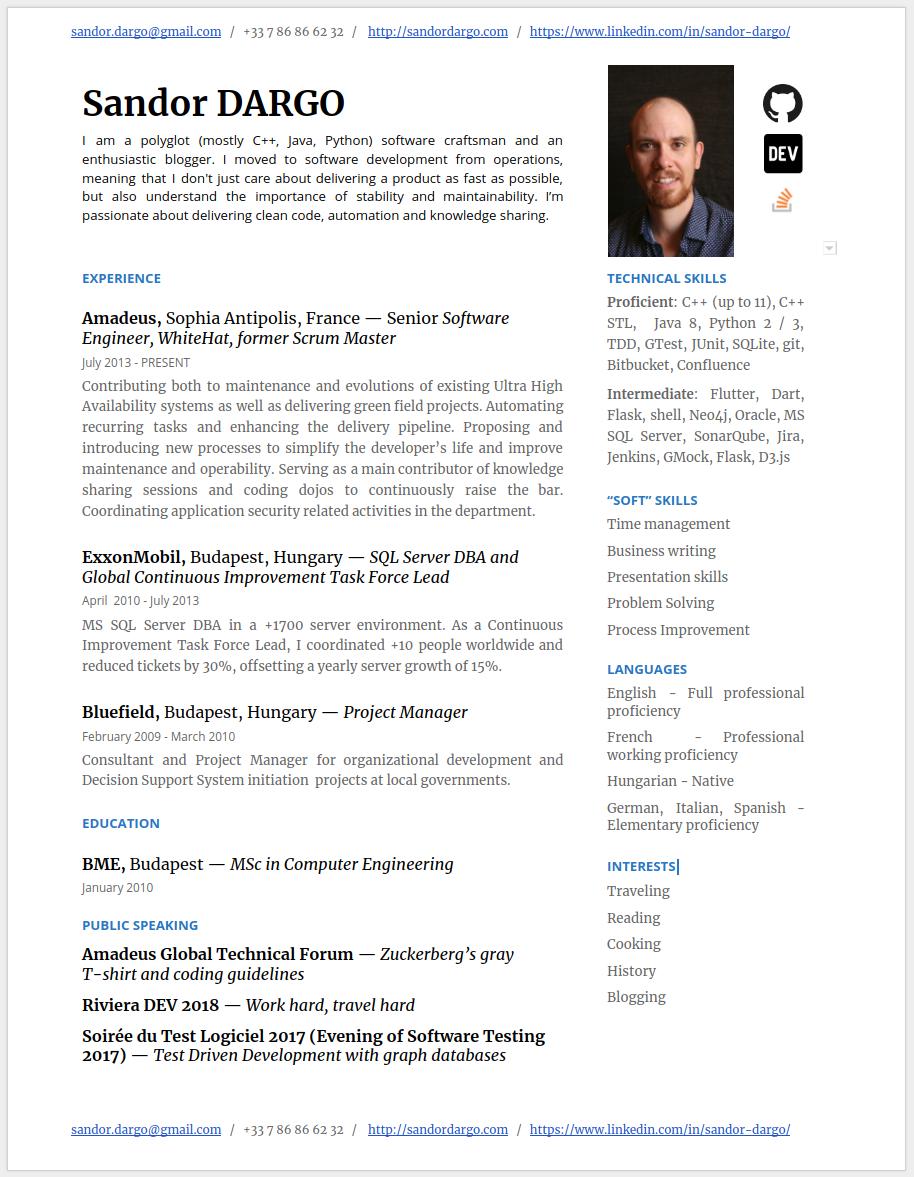 sandor.dargo@gmail.com / +33 7 86 86 62 32 / http://sandordargo.com / https://www.linkedin.com/in/sandor-dargo/
Sandor DARGO
I am a polyglot (mostly C++, Java, Python) software craftsman and an
enthusiastic blogger. I moved to software development from operations,
meaning that I don't just care about delivering a product as fast as possible,
but also understand the importance of stability and maintainability. I'm
passionate about delivering clean code, automation and knowledge sharing.
DEV
EXPERIENCE
Amadeus, Sophia Antipolis, France — Senior Software
Engineer, WhiteHat, former Scrum Master
July 2013 - PRESENT
Contributing both to maintenance and evolutions of existing Ultra High
Availability systems as well as delivering green field projects. Automating
recurring tasks and enhancing the delivery pipeline. Proposing and
introducing new processes to simplify the developer's life and improve
maintenance and operability. Serving as a main contributor of knowledge
sharing sessions and coding dojos to continuously raise the bar.
Coordinating application security related activities in the department.
ExxonMobil, Budapest, Hungary — SQL Server DBA and
Global Continuous Improvement Task Force Lead
April 2010 - July 2013
MS SQL Server DBA in a +1700 server environment. As a Continuous
Improvement Task Force Lead, I coordinated +10 people worldwide and
reduced tickets by 30%, offsetting a yearly server growth of 15%.
Bluefield, Budapest, Hungary — Project Manager
February 2009 - March 2010
Consultant and Project Manager for organizational development and
Decision Support System initiation projects at local governments.
EDUCATION
BME, Budapest — MSc in Computer Engineering
January 2010
PUBLIC SPEAKING
Amadeus Global Technical Forum — Zuckerberg's gray
T-shirt and coding guidelines
Riviera DEV 2018 — Work hard, travel hard
Soirée du Test Logiciel 2017 (Evening of Software Testing
2017) — Test Driven Development with graph databases
TECHNICAL SKILLS
Proficient: C++ (up to 11), C++
STL, Java 8, Python 2 / 3,
TDD, GTest, JUnit, SQLite, git,
Bitbucket, Confluence
Intermediate: Flutter, Dart,
Flask, shell, Neo4j, Oracle, MS
SQL Server, SonarQube, Jira,
Jenkins, GMock, Flask, D3.js
“SOFT” SKILLS
Time management
Business writing
Presentation skills
Problem Solving
Process Improvement
LANGUAGES
English - Full professional
proficiency
French - Professional
working proficiency
Hungarian - Native
German, Italian, Spanish -
Elementary proficiency
INTERESTS
Traveling
Reading
Cooking
History
Blogging
sandor.dargo@gmail.com / +33 7 86 86 62 32 / http://sandordargo.com / https://www.linkedin.com/in/sandor-dargo/